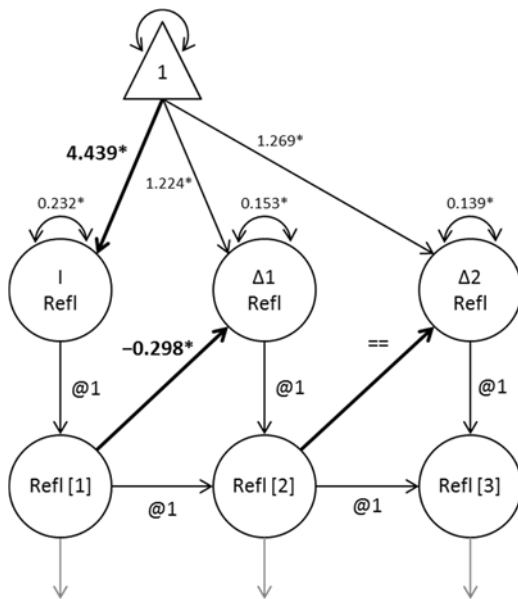 1
4.439*
1.224*
1.269*
0.232*
0.153*
0.139*
I
Refl
Δ1
Refl
Δ2
Refl
−0.298*
==
@1
@1
@1
Refl [1]
Refl [2]
Refl [3]
@1
@1